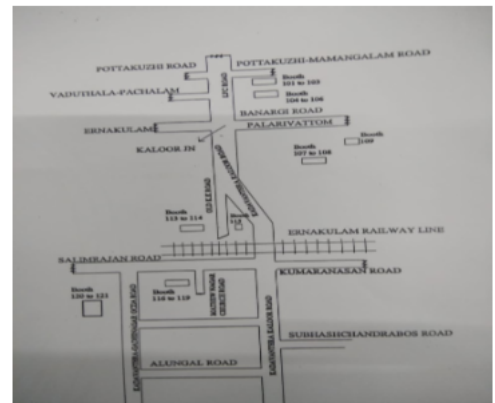 POTTAKUZHI ROAD
POTTAKUZHI-MAMANGALAM ROAD
Booth
101 to 103
VADUTHALA-PACHALAM
Booth
104 to 106
BANARGI ROAD
ERNAKULAM
PALARIVATTOM
KALOOR JN
Booth
109
Booth
107 to 108
Booth
113 to 114
Booth
ERNAKULAM RAILWAY LINE
SALIMRAJAN ROAD
KUMARANASAN ROAD
Booth
120 to 121
Booth
116 to 119
SUBHASHCHANDRABOS ROAD
ALUNGAL ROAD